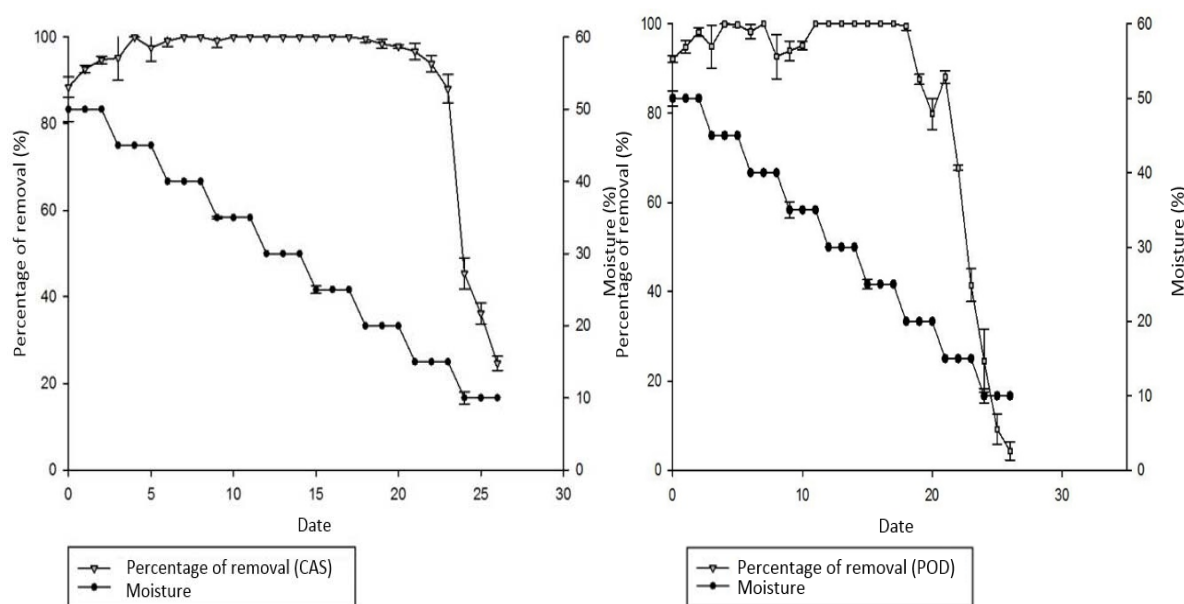 100
80
60
40
20
0
Percentage of removal (%)
0 5 10 15 20 25 30
Date
60
50
40
30
20
10
0
Moisture (%)
Percentage of removal (CAS)
Moisture
100
80
60
40
20
0
Percentage of removal (%)
0 10 20 30
Date
60
50
40
30
20
10
0
Moisture (%)
Percentage of removal (POD)
Moisture